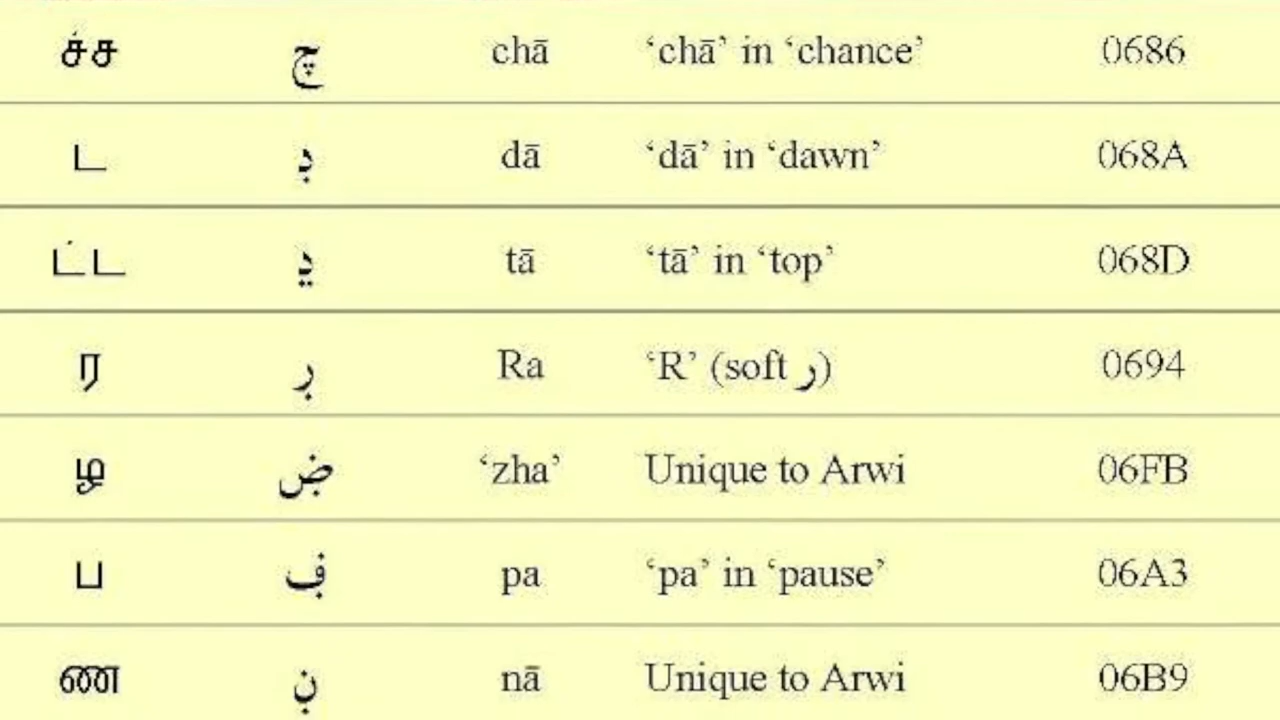 ச்ச چ chā ‘chā’ in ‘chance’ 0686
ட ڊ dā ‘dā’ in ‘dawn’ 068A
ட்ட ڍ tā ‘tā’ in ‘top’ 068D
ர ڔ Ra ‘R’ (soft ر) 0694
ழ ۻ ‘zha’ Unique to Arwi 06FB
ப ڣ pa ‘pa’ in ‘pause’ 06A3
ண ڹ nā Unique to Arwi 06B9